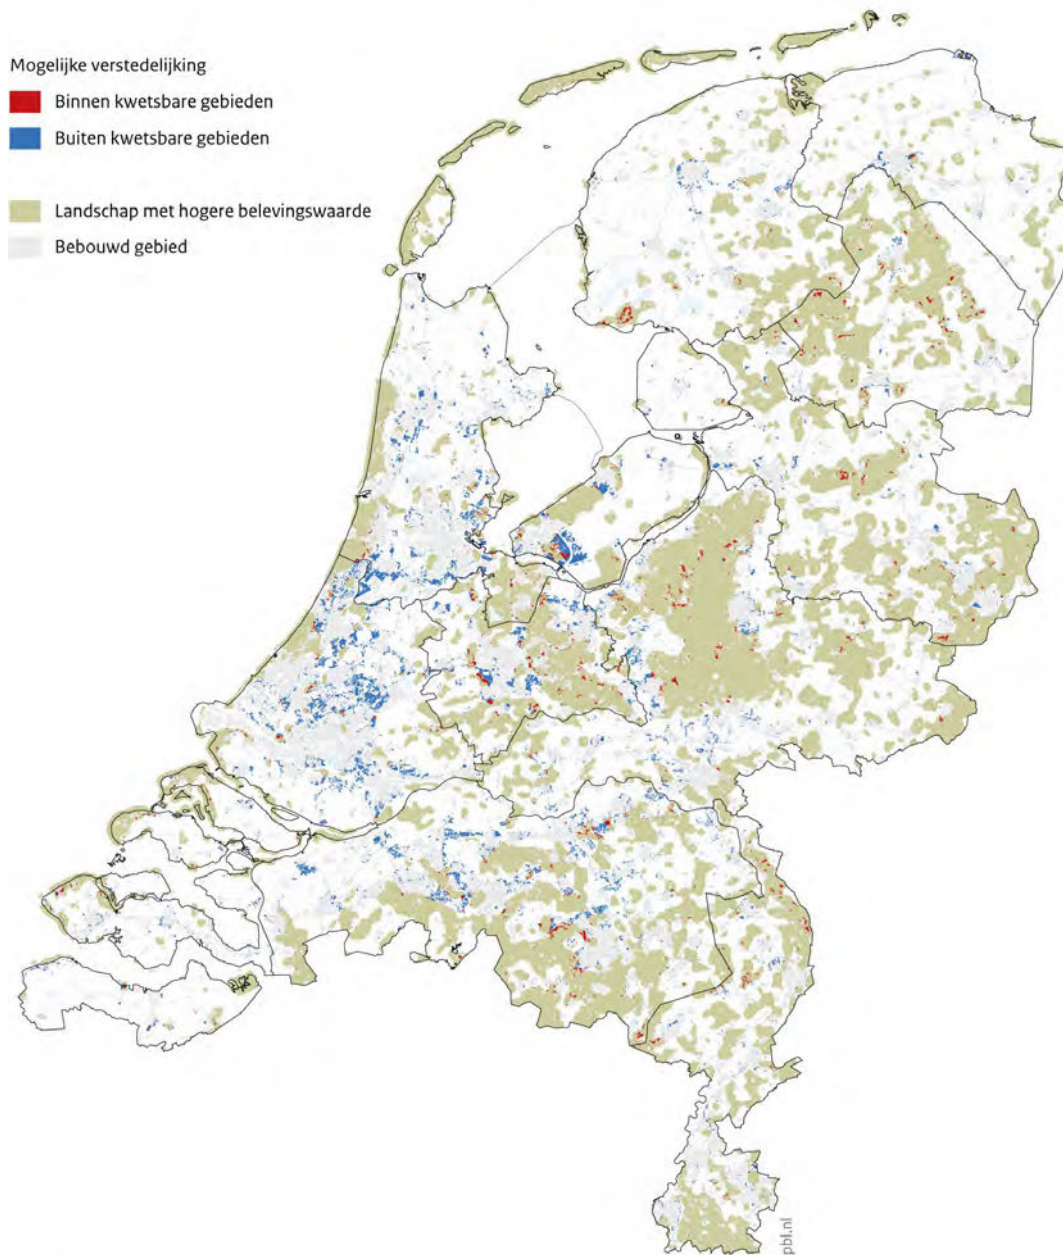 Mogelijke verstedelijking
Binnen kwetsbare gebieden
Buiten kwetsbare gebieden
Landschap met hogere belevingswaarde
Bebouwd gebied
pbl.nl